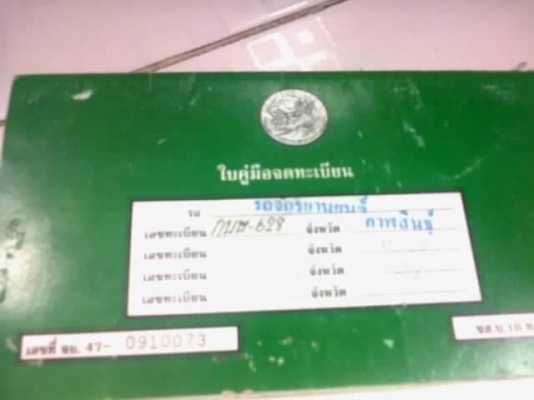 ใบคู่มือจดทะเบียน
รถ รถจักรยานยนต์
เลขทะเบียน กมษ-628 จังหวัด กาฬสินธุ์
เลขทะเบียน จังหวัด
เลขทะเบียน จังหวัด
เลขทะเบียน จังหวัด
เลขที่ จย. 47- 0910073
ขส.บ.